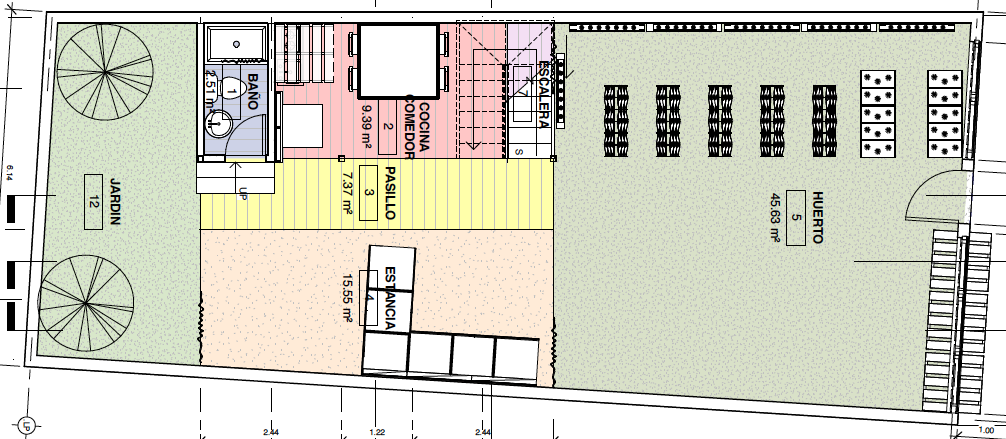 BAÑO
1
2.51 m²
COCINA
COMEDOR
2
9.39 m²
ESCALERA
7
S
PASILLO
3
7.37 m²
UP
JARDIN
12
ESTANCIA
4
15.55 m²
HUERTO
5
45.63 m²
6.14
LP
2.44
1.22
2.44
1.00